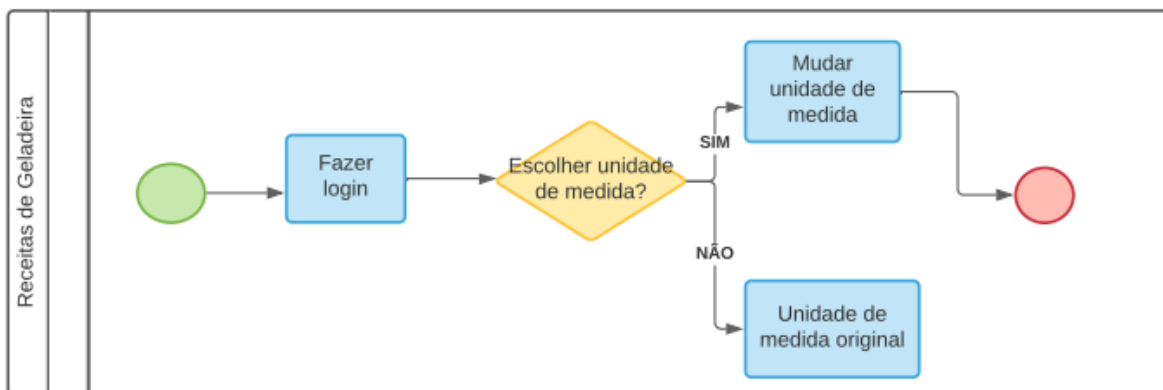 Receitas de Geladeira
Fazer
login
Escolher unidade
de medida?
SIM
Mudar
unidade de
medida
NÃO
Unidade de
medida original